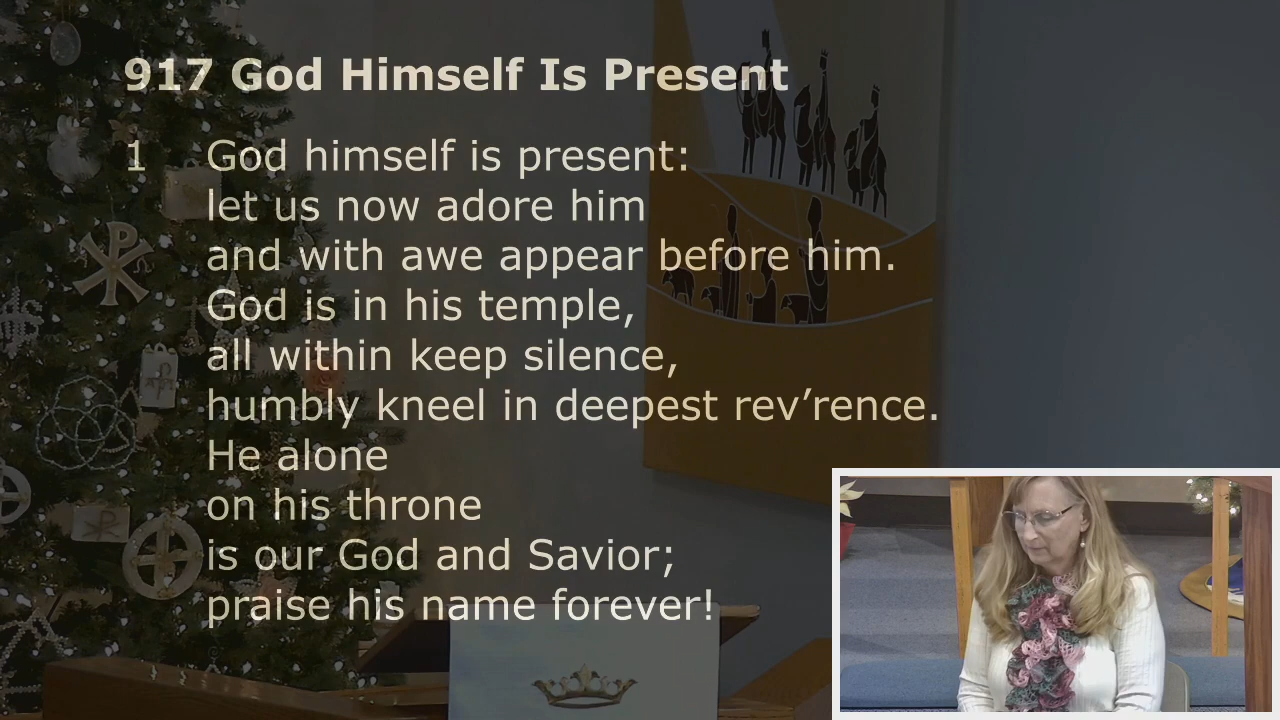 917 God Himself Is Present
1 God himself is present:
let us now adore him
and with awe appear before him.
God is in his temple,
all within keep silence,
humbly kneel in deepest rev’rence.
He alone
on his throne
is our God and Savior;
praise his name forever!